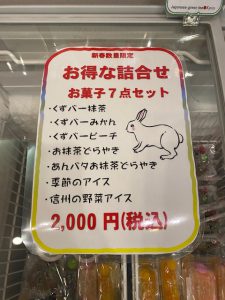 Japanese green tea
新春数量限定
お得な詰合せ
お菓子7点セット
・くずバー抹茶
・くずバーみかん
・くずバーピーチ
・お抹茶どらやき
・あんバタお抹茶どらやき
・季節のアイス
・信州の野菜アイス
2,000円(税込)